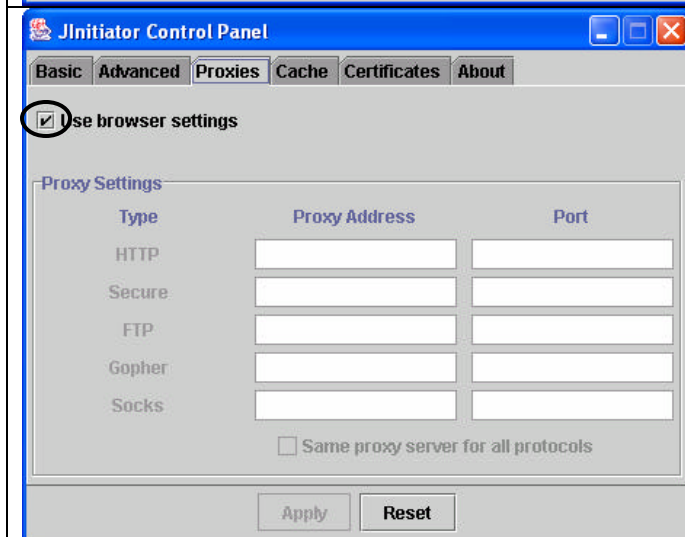 JInitiator Control Panel
Basic Advanced Proxies Cache Certificates About
Use browser settings
Proxy Settings
Type Proxy Address Port
HTTP
Secure
FTP
Gopher
Socks
Same proxy server for all protocols
Apply Reset